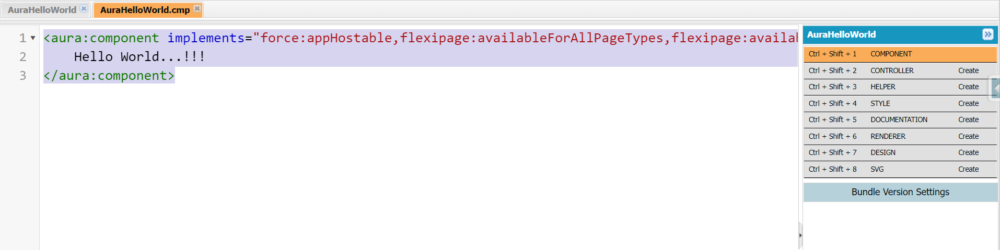 AuraHelloWorld
AuraHelloWorld.cmp
1 <aura:component implements="force:appHostable,flexipage:availableForAllPageTypes,flexipage:availab
2 Hello World...!!!
3 </aura:component>
AuraHelloWorld
Ctrl + Shift + 1 COMPONENT
Ctrl + Shift + 2 CONTROLLER Create
Ctrl + Shift + 3 HELPER Create
Ctrl + Shift + 4 STYLE Create
Ctrl + Shift + 5 DOCUMENTATION Create
Ctrl + Shift + 6 RENDERER Create
Ctrl + Shift + 7 DESIGN Create
Ctrl + Shift + 8 SVG Create
Bundle Version Settings